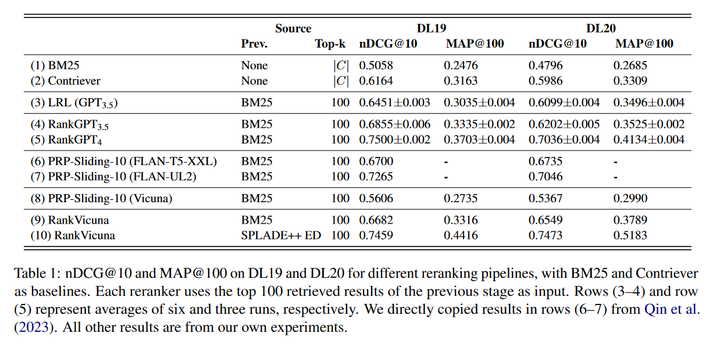 Source DL19 DL20
Prev. Top-k nDCG@10 MAP@100 nDCG@10 MAP@100
(1) BM25 None |C| 0.5058 0.2476 0.4796 0.2685
(2) Contriever None |C| 0.6164 0.3163 0.5986 0.3309
(3) LRL (GPT3.5) BM25 100 0.6451±0.003 0.3035±0.004 0.6099±0.004 0.3496±0.004
(4) RankGPT3.5 BM25 100 0.6855±0.006 0.3335±0.002 0.6202±0.005 0.3525±0.002
(5) RankGPT4 BM25 100 0.7500±0.002 0.3703±0.004 0.7036±0.004 0.4134±0.004
(6) PRP-Sliding-10 (FLAN-T5-XXL) BM25 100 0.6700 - 0.6735 -
(7) PRP-Sliding-10 (FLAN-UL2) BM25 100 0.7265 - 0.7046 -
(8) PRP-Sliding-10 (Vicuna) BM25 100 0.5606 0.2735 0.5367 0.2990
(9) RankVicuna BM25 100 0.6682 0.3316 0.6549 0.3789
(10) RankVicuna SPLADE++ ED 100 0.7459 0.4416 0.7473 0.5183
Table 1: nDCG@10 and MAP@100 on DL19 and DL20 for different reranking pipelines, with BM25 and Contriever
as baselines. Each reranker uses the top 100 retrieved results of the previous stage as input. Rows (3–4) and row
(5) represent averages of six and three runs, respectively. We directly copied results in rows (6–7) from Qin et al.
(2023). All other results are from our own experiments.